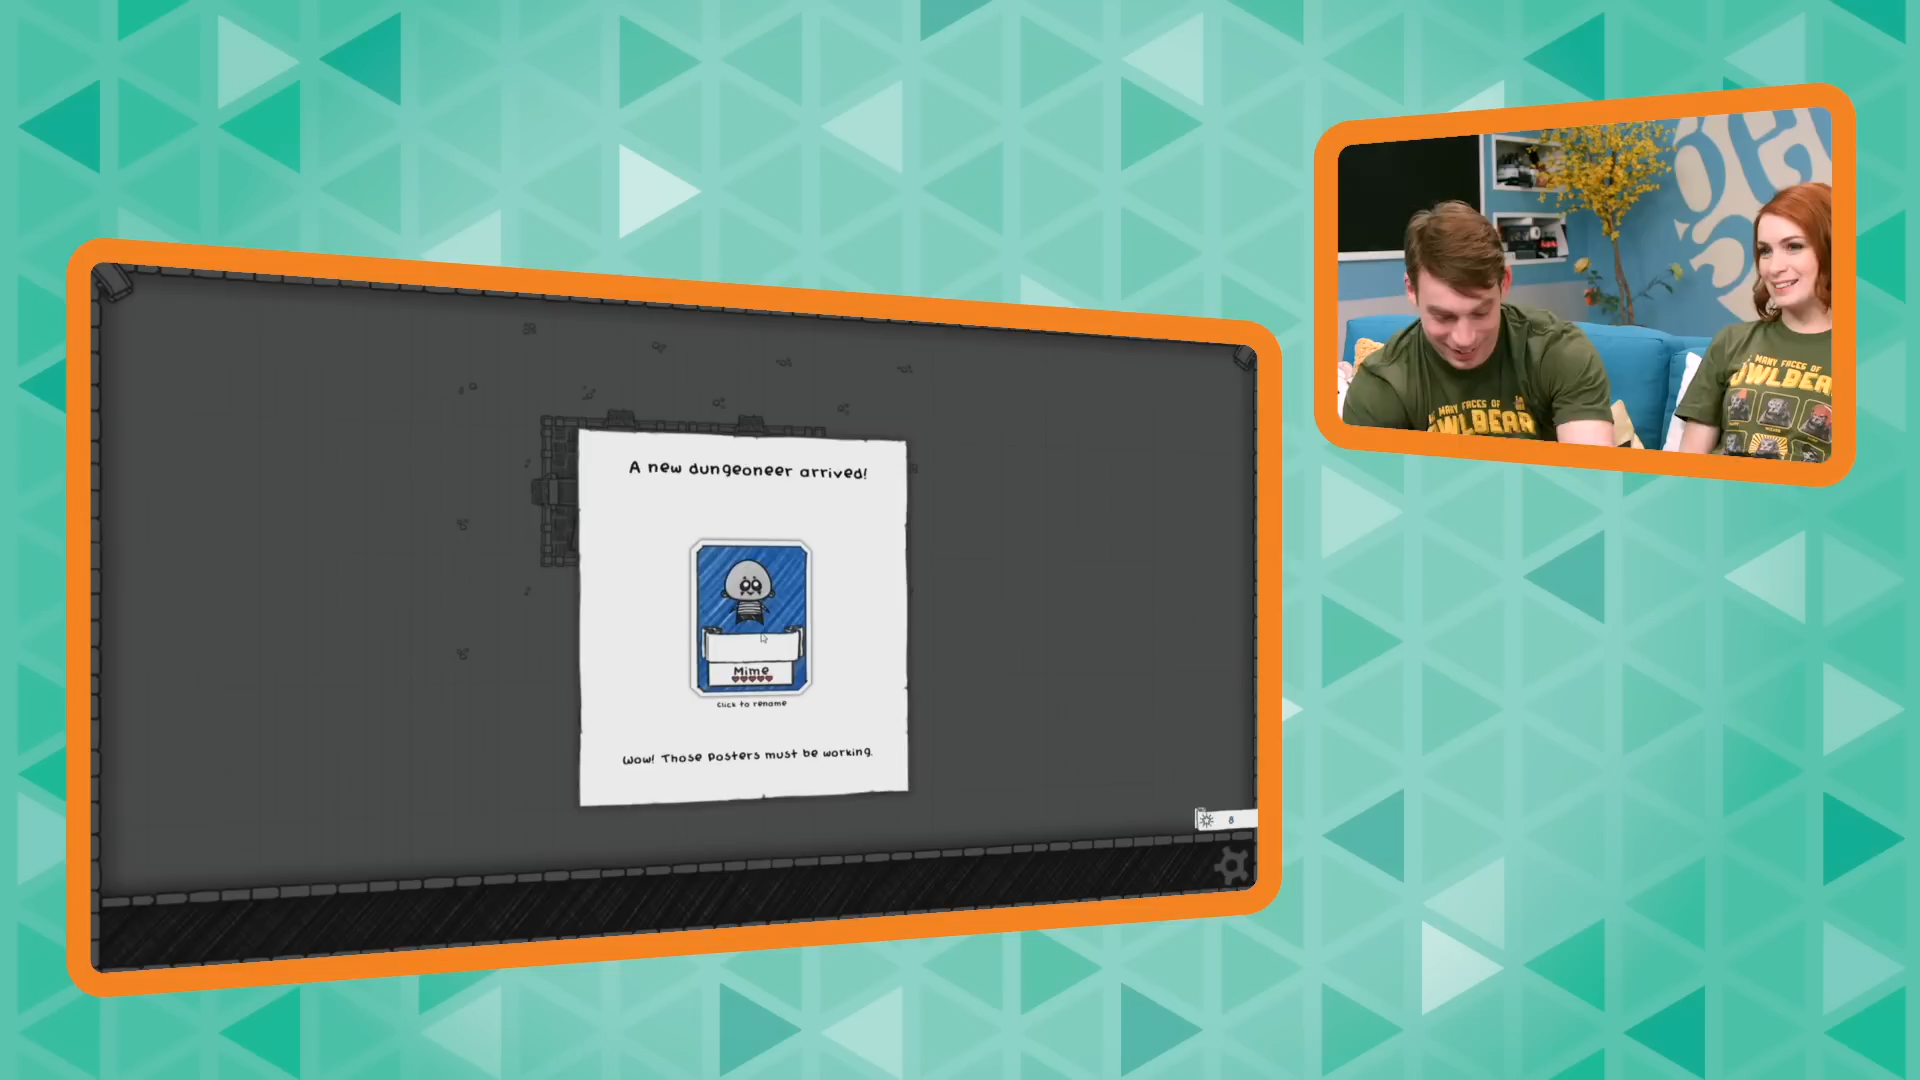 A new dungeoneer arrived!
Mime
Click to rename
Wow! Those posters must be working.
8
MANY FACES OF
OWLBEAR
MANY FACES OF
OWLBEAR